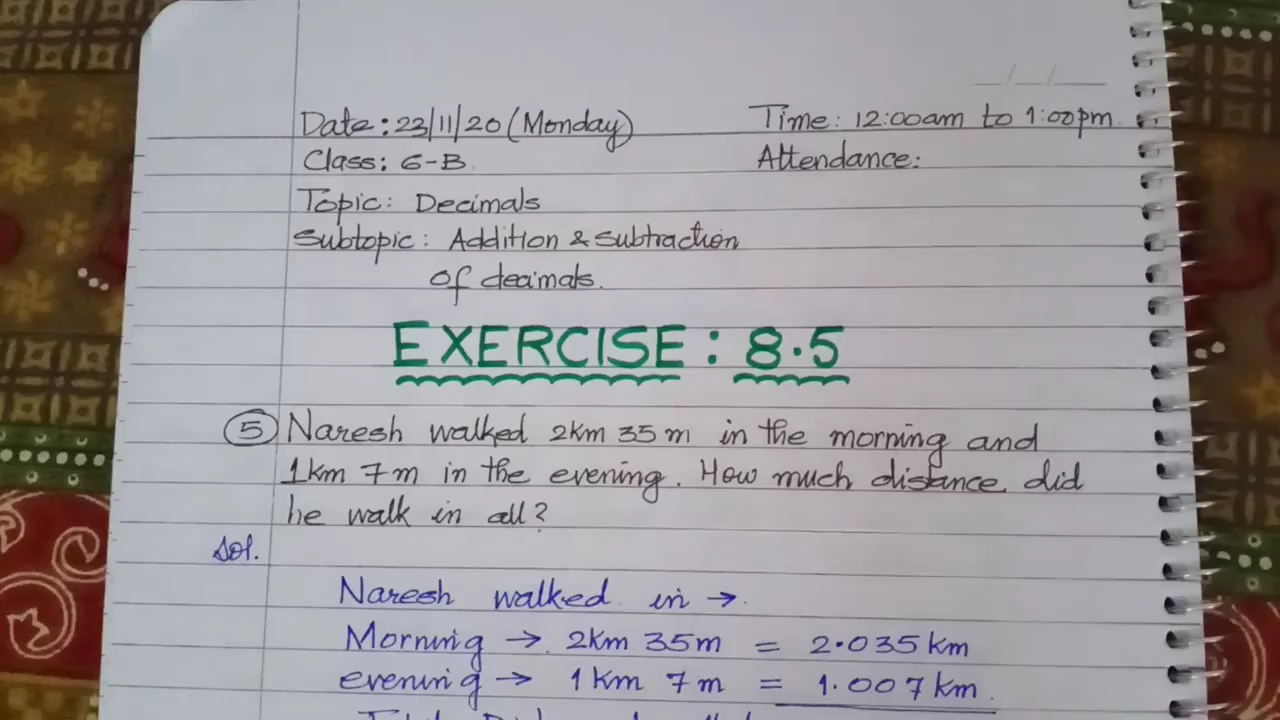 Date: 23/11/20 (Monday) Time: 12:00am to 1:00pm.
Class: 6-B. Attendance:
Topic: Decimals
Subtopic: Addition & subtraction
of decimals.
EXERCISE: 8.5
5 Naresh walked 2km 35m in the morning and
1km 7m in the evening. How much distance did
he walk in all?
Sol.
Naresh walked in →.
Morning → 2km 35m = 2.035 km
evening → 1 km 7m = 1.007 km.